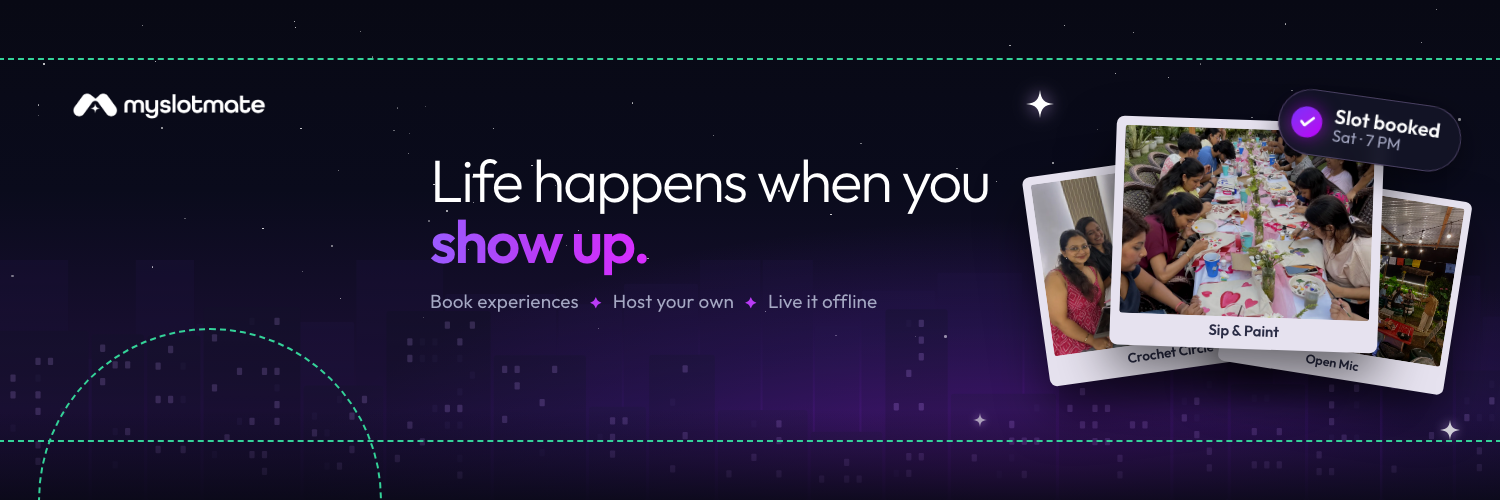 myslotmate
Life happens when you
show up.
Book experiences ✦ Host your own ✦ Live it offline
Slot booked
Sat · 7 PM
Sip & Paint
Crochet Circle
Open Mic